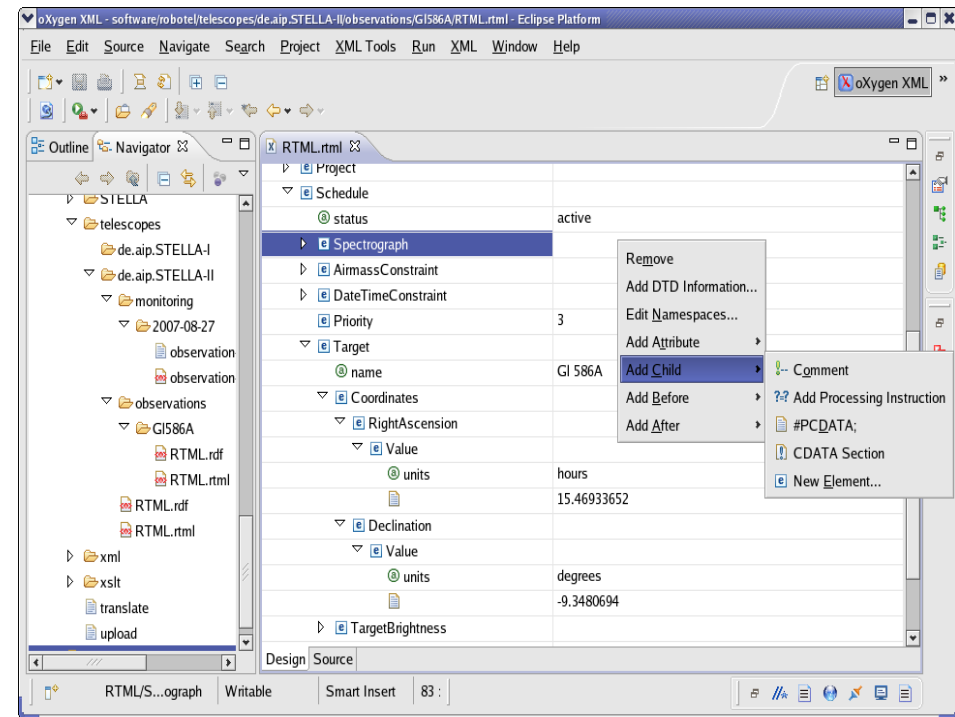 oXygen XML - software/robotel/telescopes/de.aip.STELLA-II/observations/GI586A/RTML.rtml - Eclipse Platform
File Edit Source Navigate Search Project XML Tools Run XML Window Help
oXygen XML »
Outline Navigator
STELLA
telescopes
de.aip.STELLA-I
de.aip.STELLA-II
monitoring
2007-08-27
observation
observation
observations
GI586A
RTML.rdf
RTML.rtml
RTML.rdf
RTML.rtml
xml
xslt
translate
upload
RTML.rtml
Project
Schedule
status active
Spectrograph
AirmassConstraint
DateTimeConstraint
Priority 3
Target
name GI 586A
Coordinates
RightAscension
Value
units hours
15.46933652
Declination
Value
units degrees
-9.3480694
TargetBrightness
Design Source
Remove
Add DTD Information...
Edit Namespaces...
Add Attribute
Add Child
Add Before
Add After
Comment
?=? Add Processing Instruction
#PCDATA;
CDATA Section
New Element...
RTML/S...ograph Writable Smart Insert 83 :